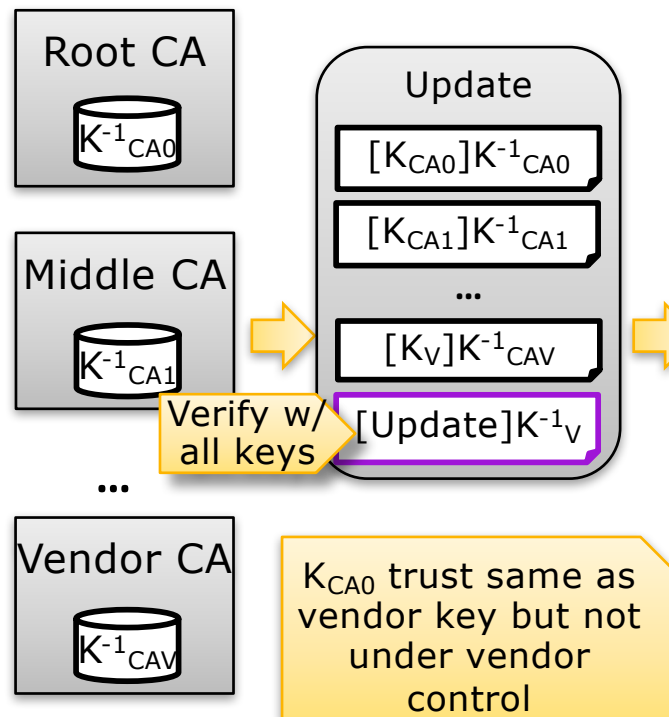 Root CA
K⁻¹CA0
Middle CA
K⁻¹CA1
...
Vendor CA
K⁻¹CAV
Update
[KCA0]K⁻¹CA0
[KCA1]K⁻¹CA1
...
[KV]K⁻¹CAV
[Update]K⁻¹V
Verify w/
all keys
KCA0 trust same as
vendor key but not
under vendor
control